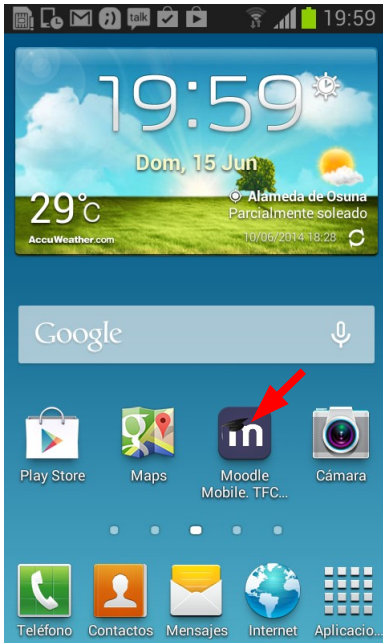 talk
19:59
19:59
Dom, 15 Jun
29°C
Alameda de Osuna
Parcialmente soleado
AccuWeather.com
10/06/2014 18:28
Google
m
Play Store
Maps
Moodle
Mobile. TFC...
Cámara
Teléfono
Contactos
Mensajes
Internet
Aplicacio..